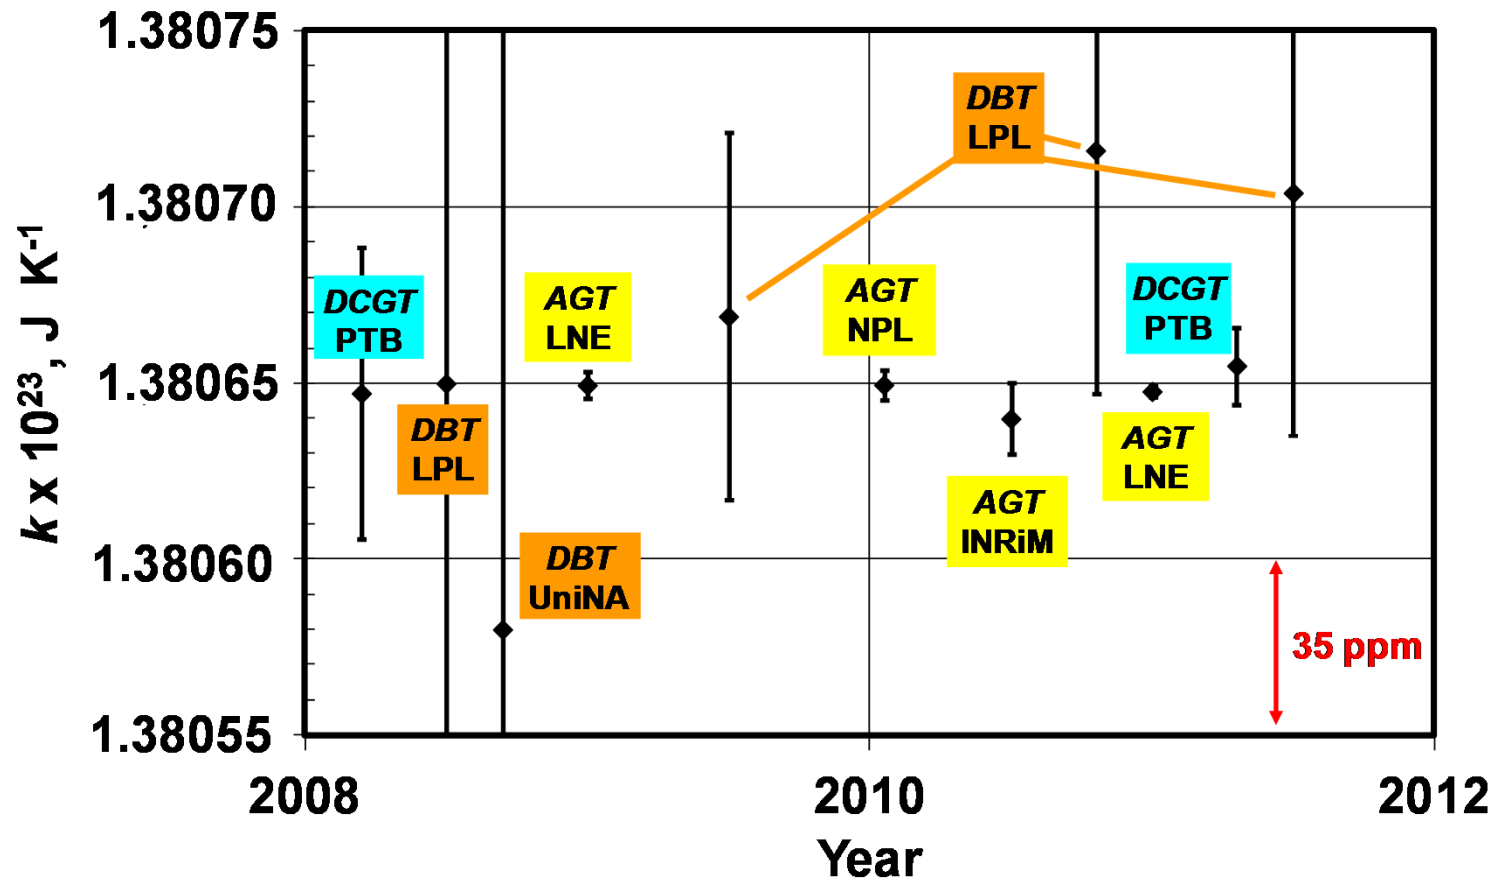 1.38075
1.38070
1.38065
1.38060
1.38055
k x 10²³, J K⁻¹
DCGT
PTB
DBT
LPL
AGT
LNE
DBT
UniNA
DBT
LPL
AGT
NPL
AGT
INRiM
DCGT
PTB
AGT
LNE
35 ppm
2008
2010
2012
Year